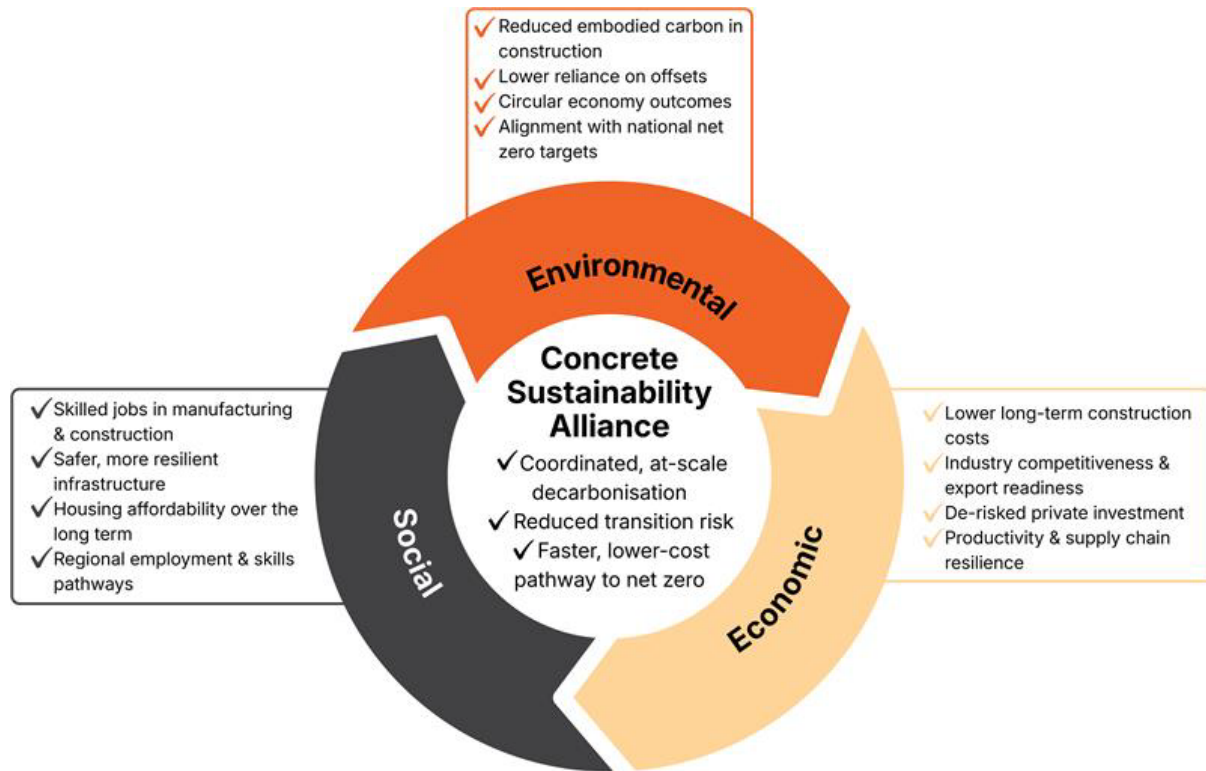 Reduced embodied carbon in
construction
Lower reliance on offsets
Circular economy outcomes
Alignment with national net
zero targets
Environmental
Concrete
Sustainability
Alliance
Coordinated, at-scale
decarbonisation
Reduced transition risk
Faster, lower-cost
pathway to net zero
Skilled jobs in manufacturing
& construction
Safer, more resilient
infrastructure
Housing affordability over the
long term
Regional employment & skills
pathways
Social
Economic
Lower long-term construction
costs
Industry competitiveness &
export readiness
De-risked private investment
Productivity & supply chain
resilience